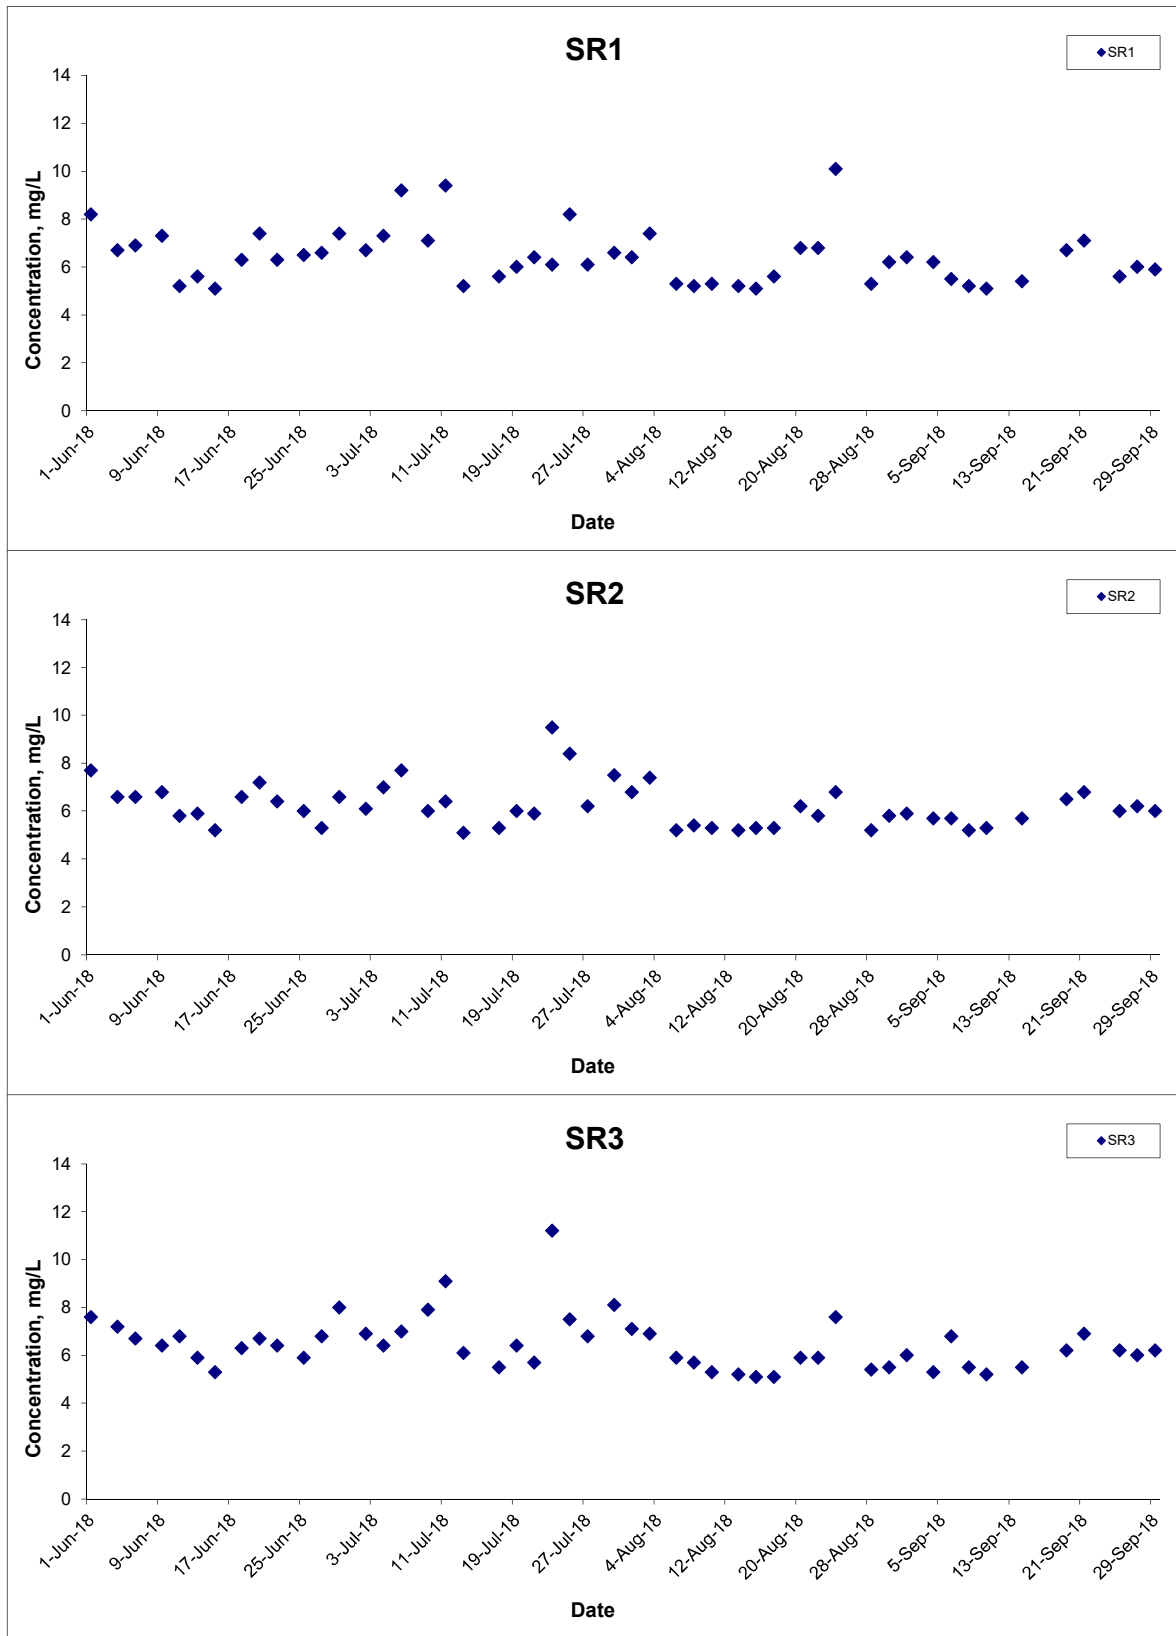 SR1
SR1
14
12
10
8
6
4
2
0
Concentration, mg/L
1-Jun-18 9-Jun-18 17-Jun-18 25-Jun-18 3-Jul-18 11-Jul-18 19-Jul-18 27-Jul-18 4-Aug-18 12-Aug-18 20-Aug-18 28-Aug-18 5-Sep-18 13-Sep-18 21-Sep-18 29-Sep-18
Date
SR2
SR2
14
12
10
8
6
4
2
0
Concentration, mg/L
1-Jun-18 9-Jun-18 17-Jun-18 25-Jun-18 3-Jul-18 11-Jul-18 19-Jul-18 27-Jul-18 4-Aug-18 12-Aug-18 20-Aug-18 28-Aug-18 5-Sep-18 13-Sep-18 21-Sep-18 29-Sep-18
Date
SR3
SR3
14
12
10
8
6
4
2
0
Concentration, mg/L
1-Jun-18 9-Jun-18 17-Jun-18 25-Jun-18 3-Jul-18 11-Jul-18 19-Jul-18 27-Jul-18 4-Aug-18 12-Aug-18 20-Aug-18 28-Aug-18 5-Sep-18 13-Sep-18 21-Sep-18 29-Sep-18
Date